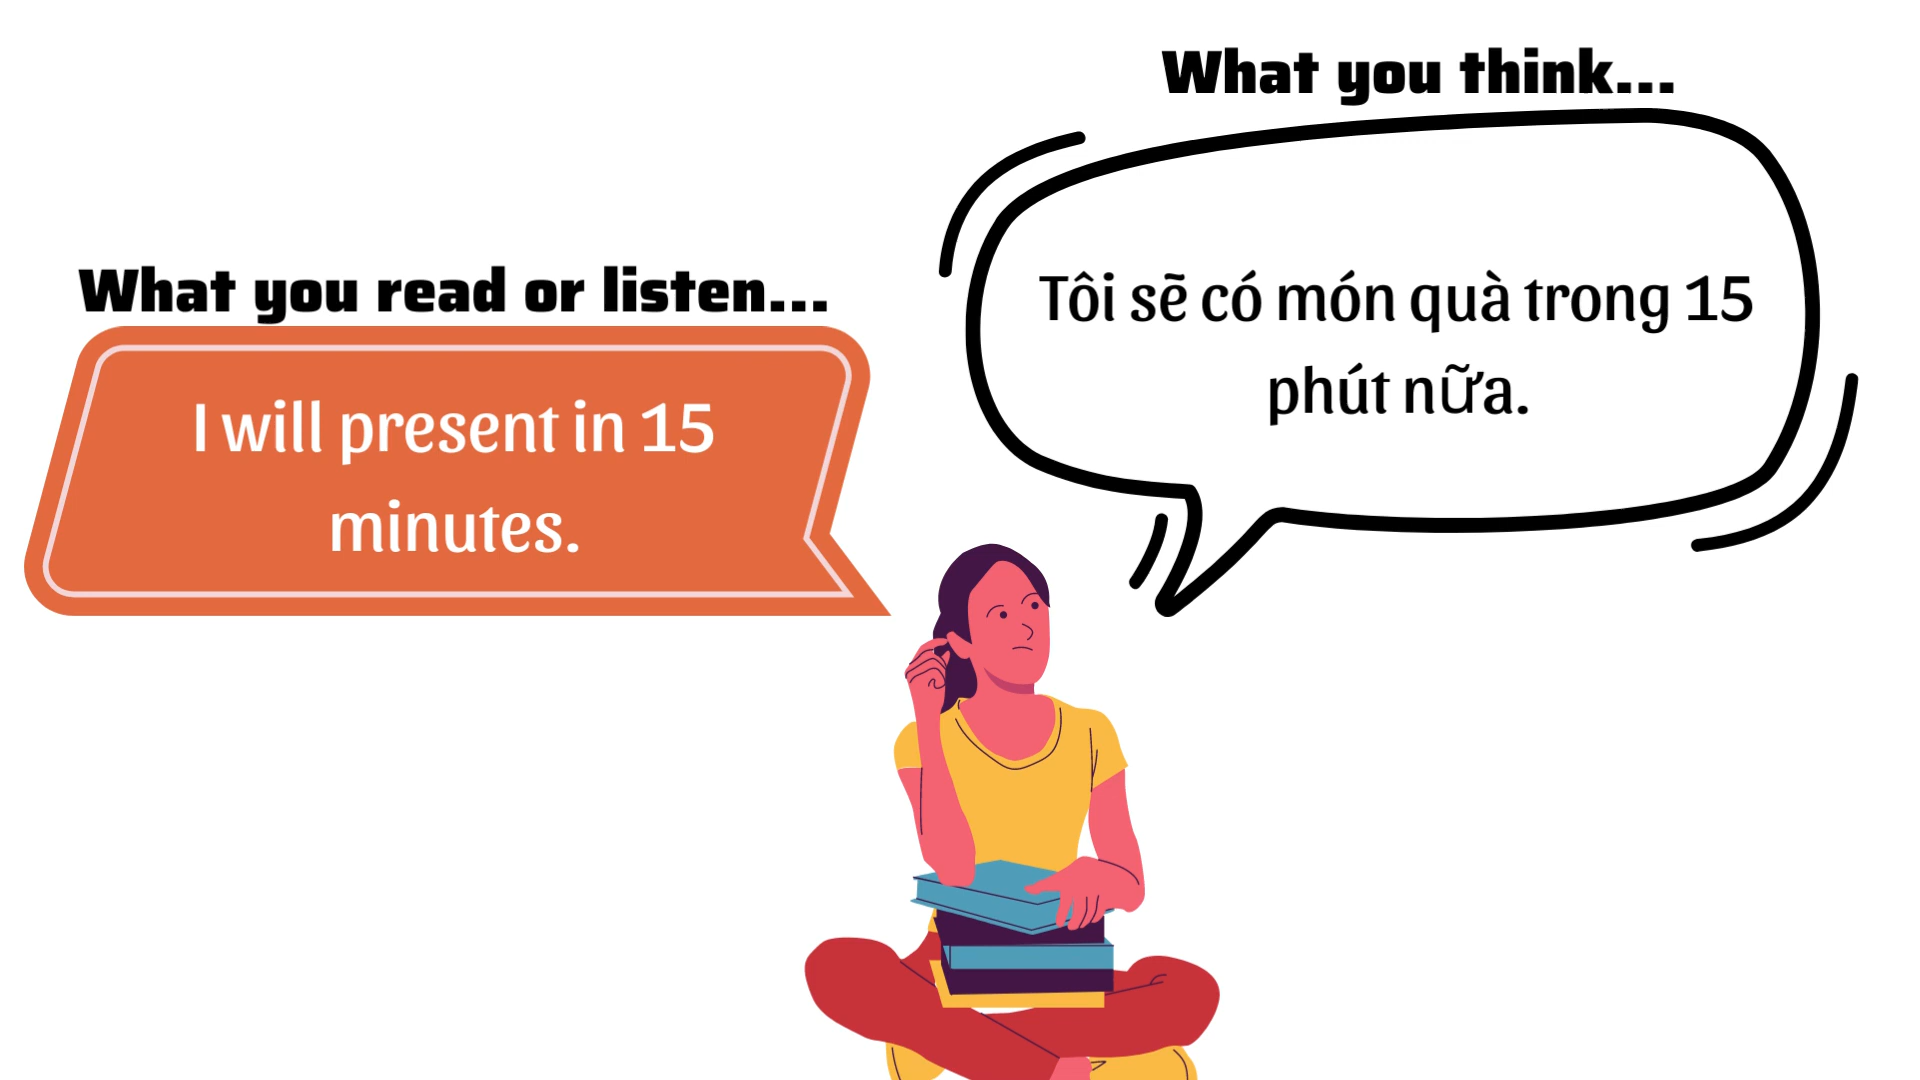 What you think...
What you read or listen...
I will present in 15
minutes.
Tôi sẽ có món quà trong 15
phút nữa.